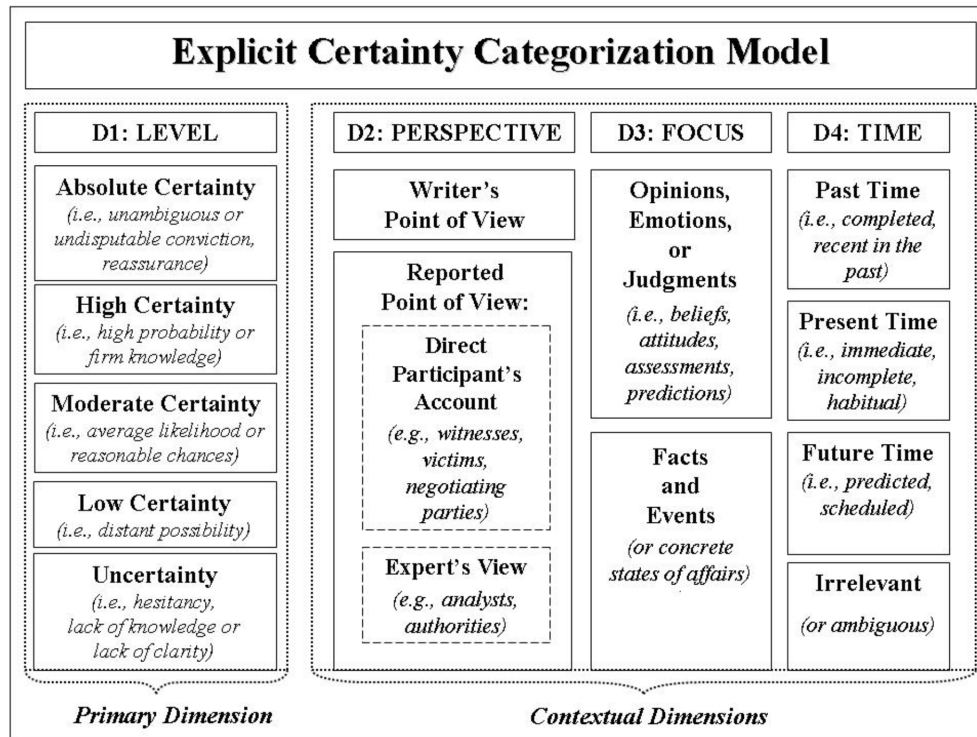 Explicit Certainty Categorization Model
D1: LEVEL
Absolute Certainty
(i.e., unambiguous or
undisputable conviction,
reassurance)
High Certainty
(i.e., high probability or
firm knowledge)
Moderate Certainty
(i.e., average likelihood or
reasonable chances)
Low Certainty
(i.e., distant possibility)
Uncertainty
(i.e., hesitancy,
lack of knowledge or
lack of clarity)
Primary Dimension
D2: PERSPECTIVE
Writer's
Point of View
Reported
Point of View:
Direct
Participant's
Account
(e.g., witnesses,
victims,
negotiating
parties)
Expert's View
(e.g., analysts,
authorities)
D3: FOCUS
Opinions,
Emotions,
or
Judgments
(i.e., beliefs,
attitudes,
assessments,
predictions)
Facts
and
Events
(or concrete
states of affairs)
D4: TIME
Past Time
(i.e., completed,
recent in the
past)
Present Time
(i.e., immediate,
incomplete,
habitual)
Future Time
(i.e., predicted,
scheduled)
Irrelevant
(or ambiguous)
Contextual Dimensions